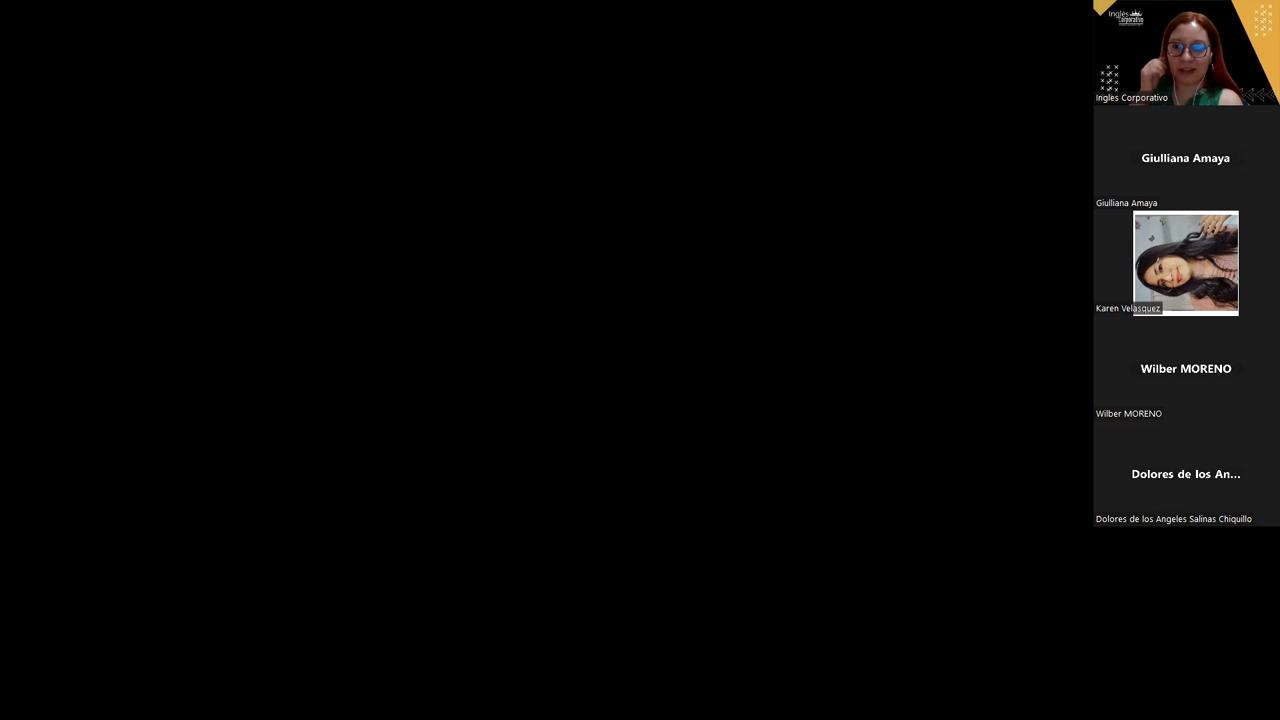 Inglés
Corporativo
Ingles Corporativo
Giulliana Amaya
Giulliana Amaya
Karen Velasquez
Wilber MORENO
Wilber MORENO
Dolores de los An...
Dolores de los Angeles Salinas Chiquillo